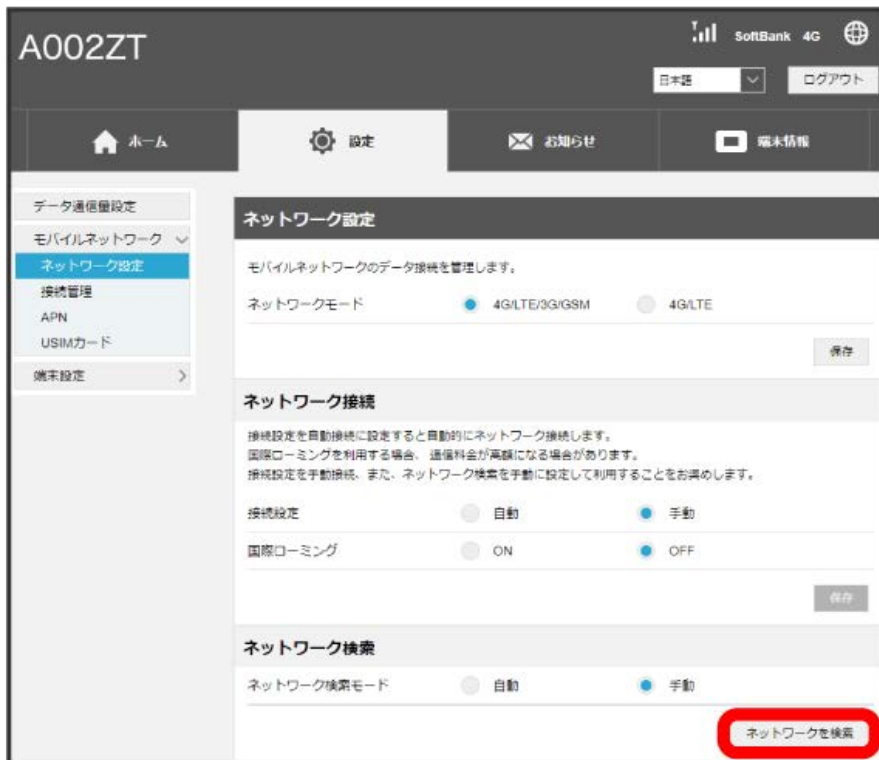 A002ZT
SoftBank 4G
日本語
ログアウト
ホーム
設定
お知らせ
端末情報
データ通信量設定
モバイルネットワーク
ネットワーク設定
接続管理
APN
USIMカード
端末設定
ネットワーク設定
モバイルネットワークのデータ接続を管理します。
ネットワークモード 4G/LTE/3G/GSM 4G/LTE
保存
ネットワーク接続
接続設定を自動接続に設定すると自動的にネットワーク接続します。
国際ローミングを利用する場合、通信料金が高額になる場合があります。
接続設定を手動接続、また、ネットワーク検索を手動に設定して利用することをお奨めします。
接続設定 自動 手動
国際ローミング ON OFF
保存
ネットワーク検索
ネットワーク検索モード 自動 手動
ネットワークを検索